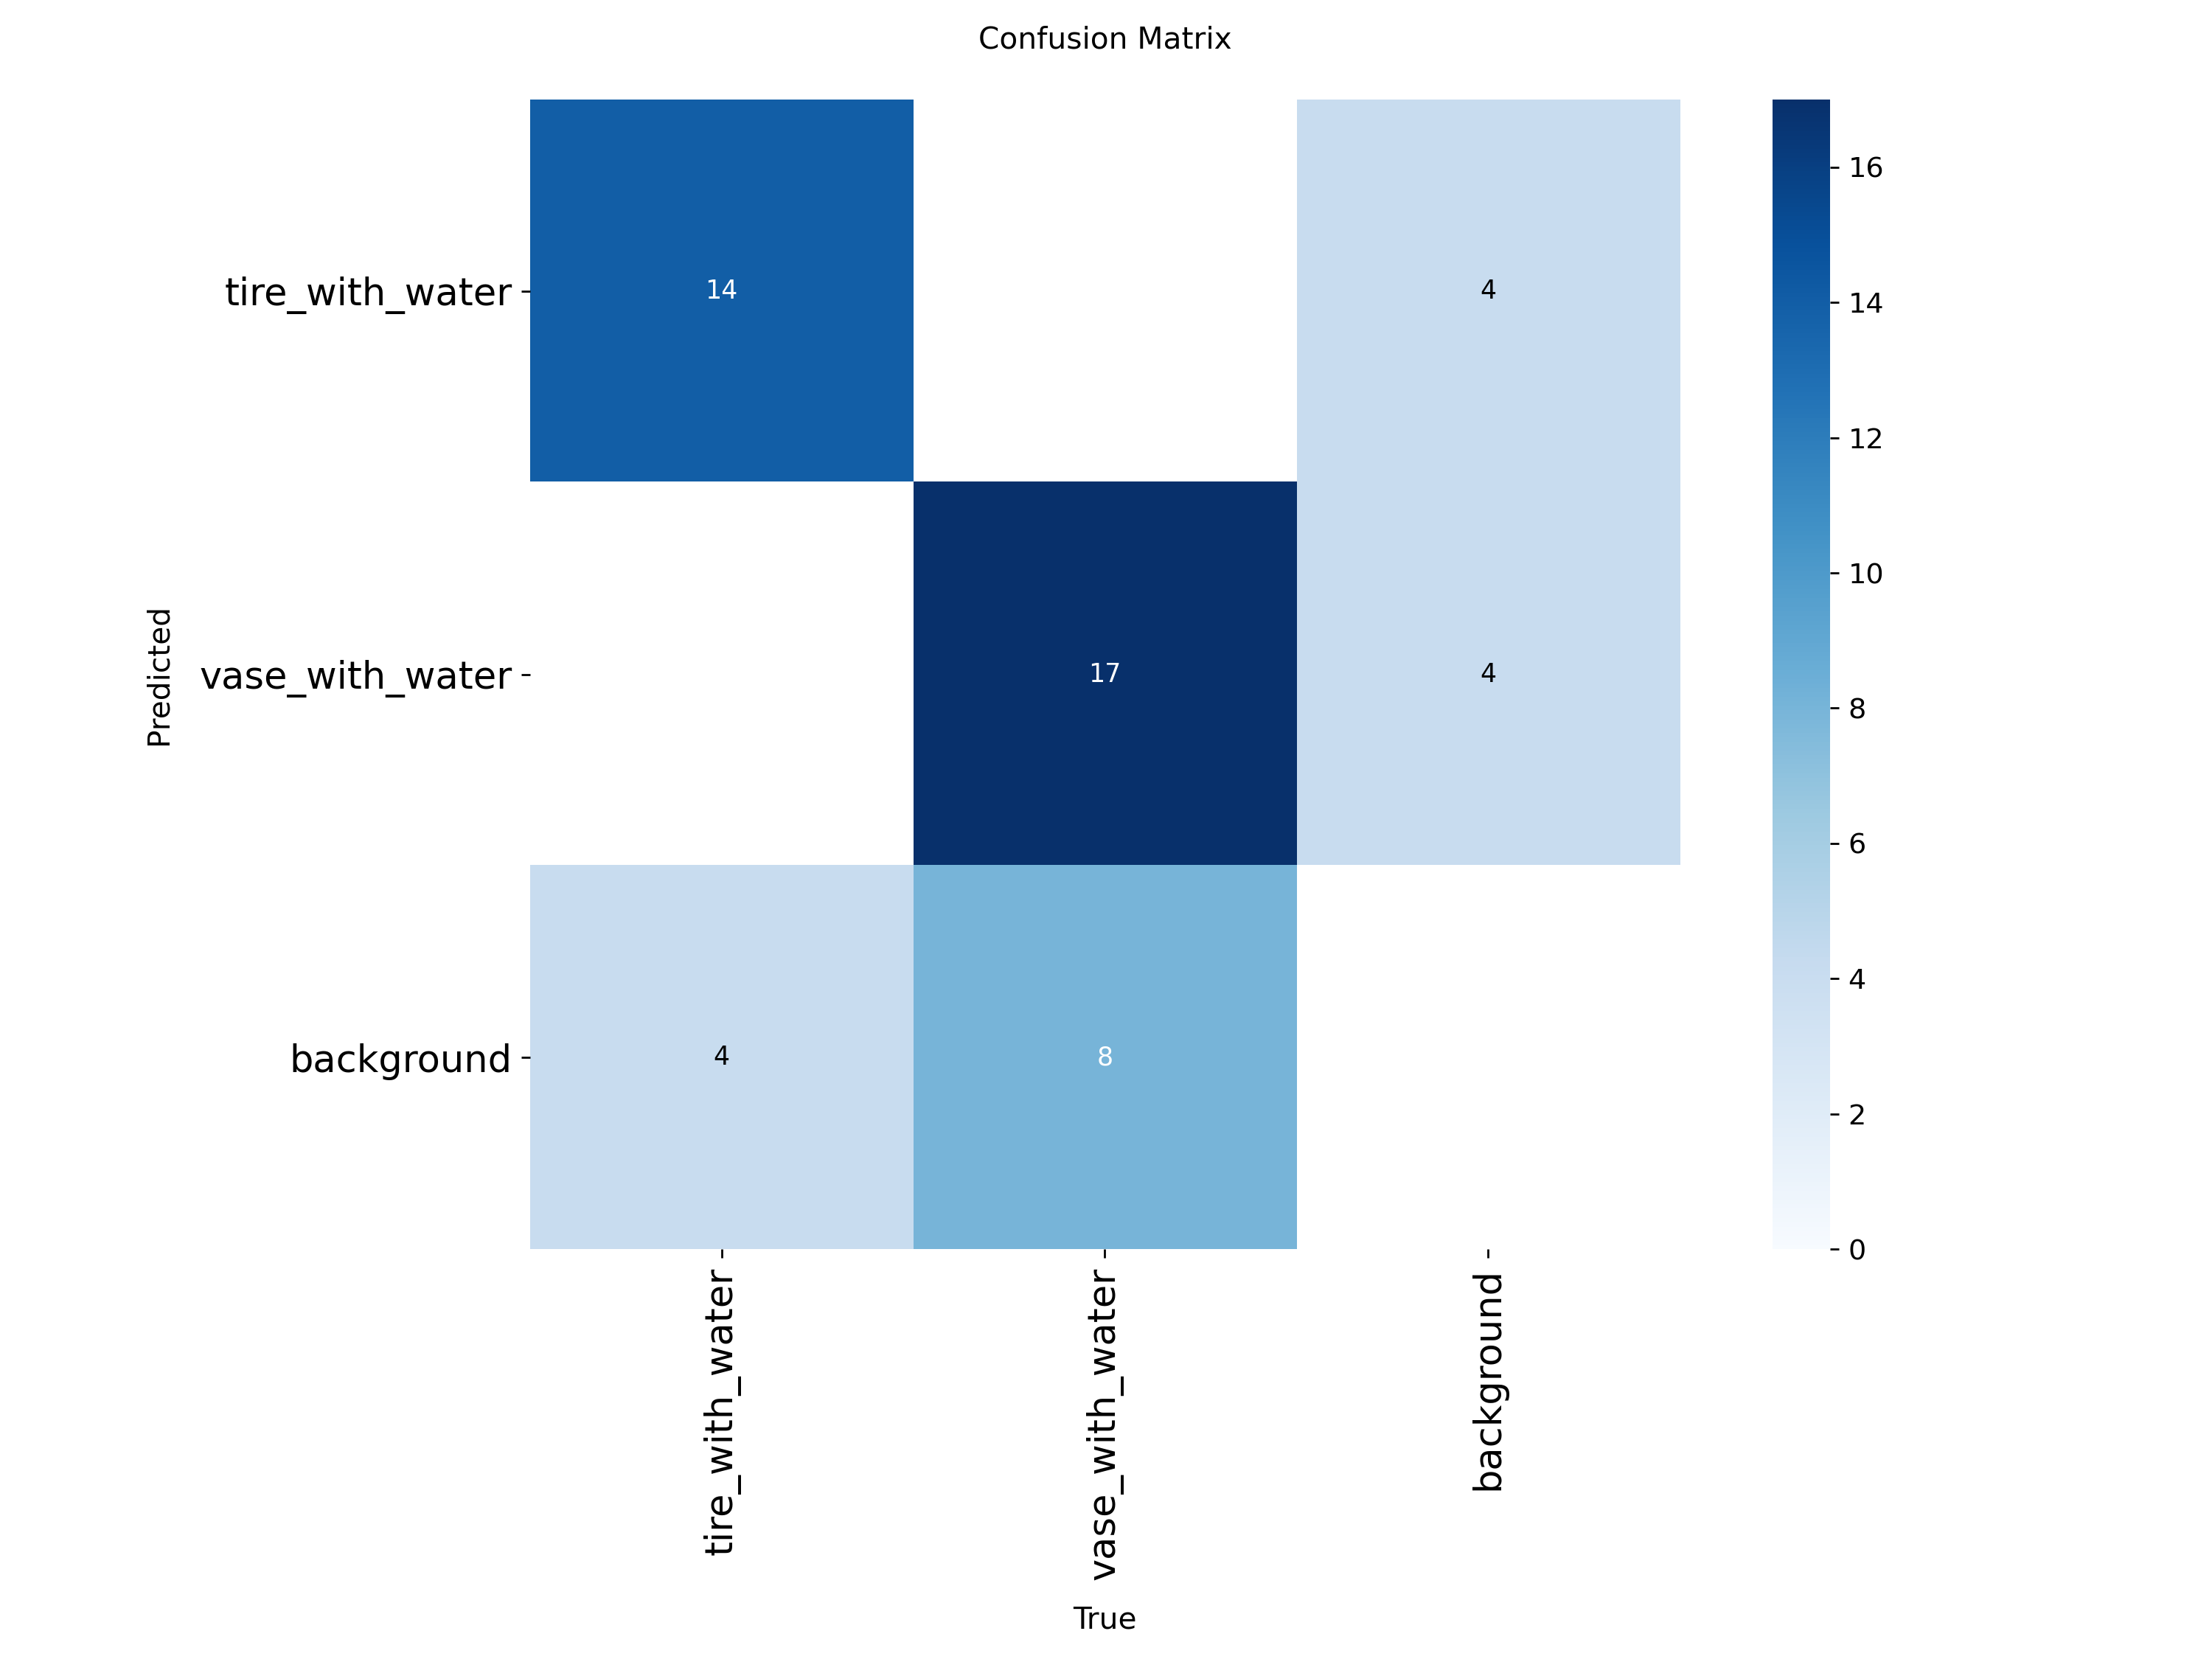 Confusion Matrix
tire_with_water
14
4
vase_with_water
17
4
background
4
8
Predicted
tire_with_water
vase_with_water
background
True
16
14
12
10
8
6
4
2
0